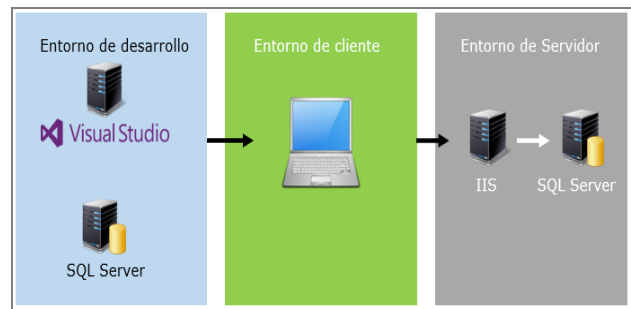 Entorno de desarrollo
Visual Studio
SQL Server
Entorno de cliente
Entorno de Servidor
IIS
SQL Server